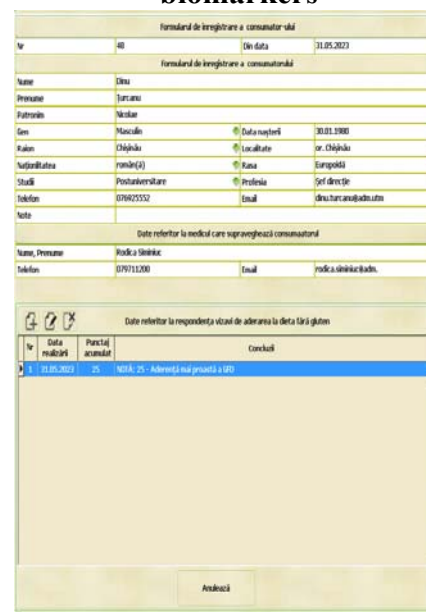 biomarkers
Formularul de înregistrare a consumator-ului
Nr 40 Din data 31.05.2023
Formularul de înregistrare a consumatorului
Nume Dinu
Prenume Țurcanu
Patronim Nicolae
Gen Masculin Data nașterii 30.01.1980
Raion Chișinău Localitate or. Chișinău
Naționlitatea român(ă) Rasa Europoidă
Studii Postuniversitare Profesia Șef direcție
Telefon 076925552 Email dinu.turcanu@adm.utm
Note
Date referitor la medicul care supraveghează consumaatorul
Nume, Prenume Rodica Siminiuc
Telefon 079711200 Email rodica.siminiuc@adm.
Date referitor la respondența vizavi de aderarea la dieta fără gluten
Nr Data realizării Punctaj acumulat Concluzii
1 31.05.2023 25 NOTĂ: 25 - Aderență mai proastă a GFD
Anulează